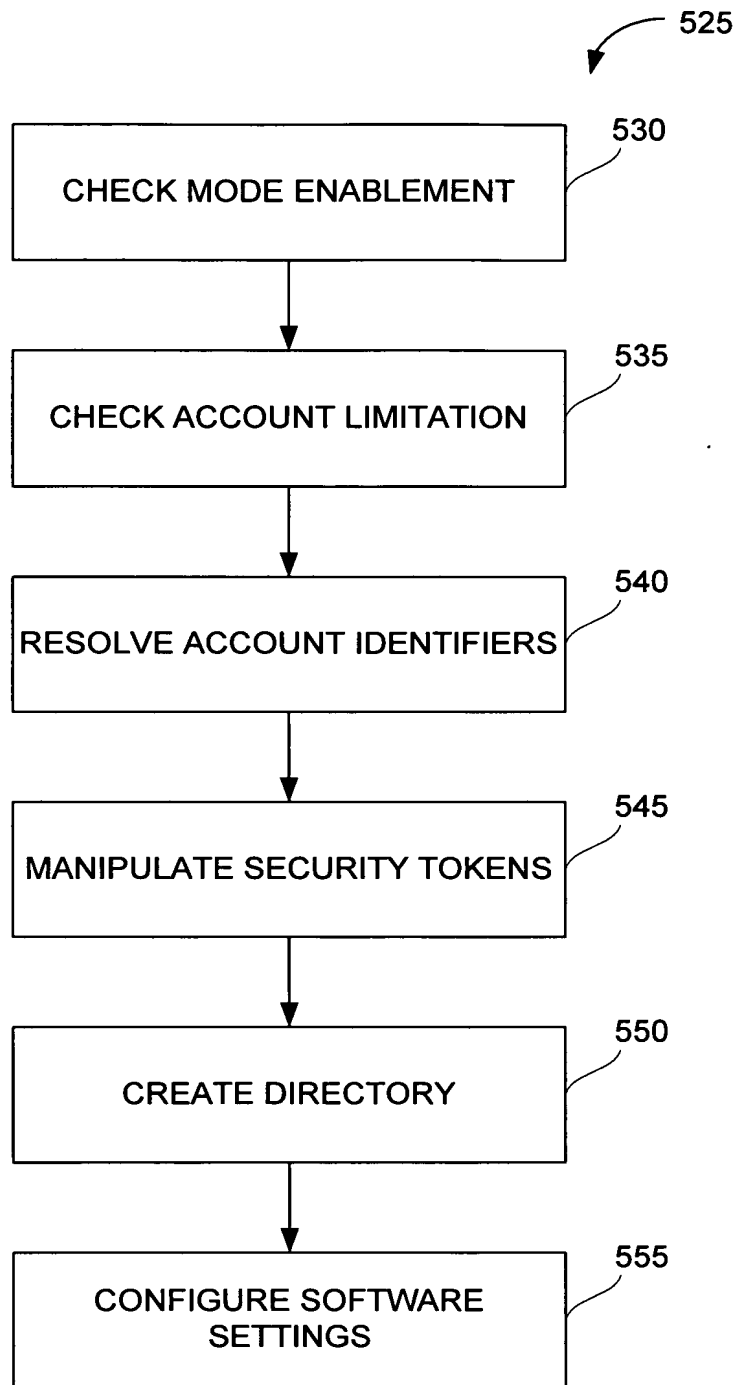 525
530
CHECK MODE ENABLEMENT
535
CHECK ACCOUNT LIMITATION
540
RESOLVE ACCOUNT IDENTIFIERS
545
MANIPULATE SECURITY TOKENS
550
CREATE DIRECTORY
555
CONFIGURE SOFTWARE
SETTINGS